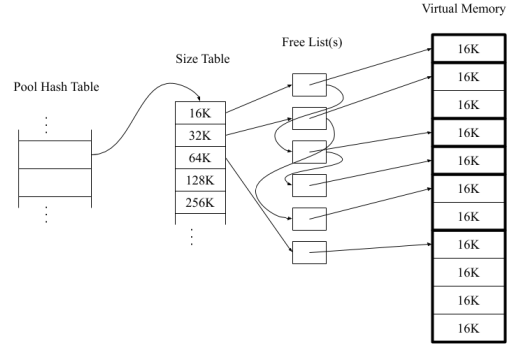 Virtual Memory
Free List(s)
Size Table
Pool Hash Table
16K
32K
64K
128K
256K
16K
16K
16K
16K
16K
16K
16K
16K
16K
16K
16K